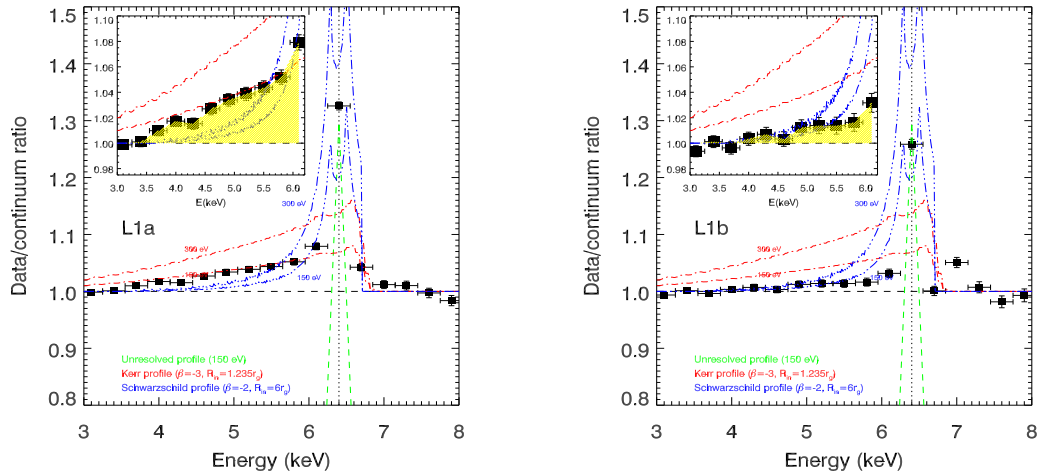 1.10
1.08
1.06
1.04
1.02
1.00
0.98
3.0 3.5 4.0 4.5 5.0 5.5 6.0
E(keV)
300 eV
L1a
300 eV
150 eV
150 eV
Unresolved profile (150 eV)
Kerr profile (β=-3, Rin=1.235rg)
Schwarzschild profile (β=-2, Rin=6rg)
1.5
1.4
1.3
1.2
1.1
1.0
0.9
0.8
3 4 5 6 7 8
Energy (keV)
Data/continuum ratio
1.10
1.08
1.06
1.04
1.02
1.00
0.98
3.0 3.5 4.0 4.5 5.0 5.5 6.0
E(keV)
300 eV
L1b
300 eV
150 eV
150 eV
Unresolved profile (150 eV)
Kerr profile (β=-3, Rin=1.235rg)
Schwarzschild profile (β=-2, Rin=6rg)
1.5
1.4
1.3
1.2
1.1
1.0
0.9
0.8
3 4 5 6 7 8
Energy (keV)
Data/continuum ratio